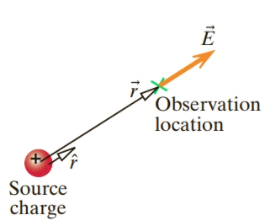 E⃗
r⃗
Observation
location
+
r̂
Source
charge